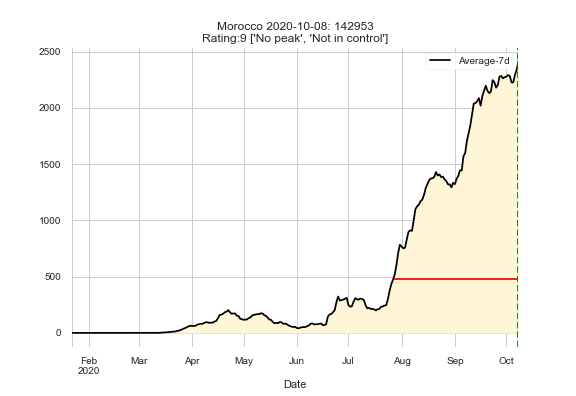 Morocco 2020-10-08: 142953
Rating:9 ['No peak', 'Not in control']
Average-7d
2500
2000
1500
1000
500
0
Feb Mar Apr May Jun Jul Aug Sep Oct
2020
Date